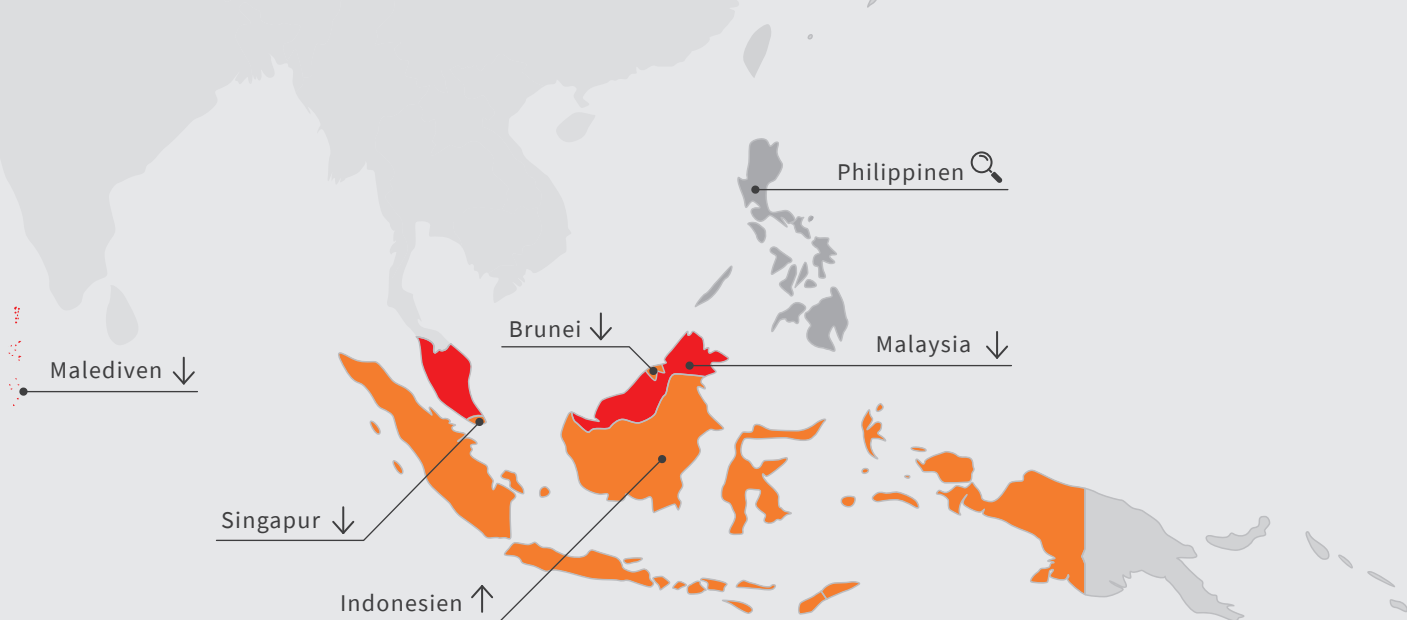 Philippinen
Brunei
Malaysia
Malediven
Singapur
Indonesien